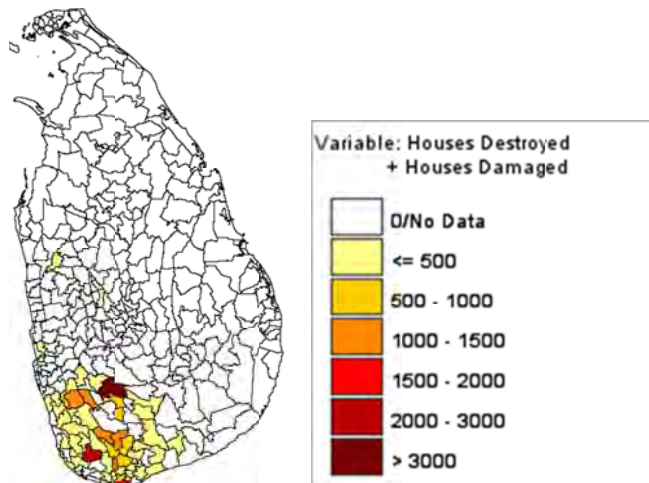 Variable: Houses Destroyed
+ Houses Damaged
0/No Data
<= 500
500 - 1000
1000 - 1500
1500 - 2000
2000 - 3000
> 3000